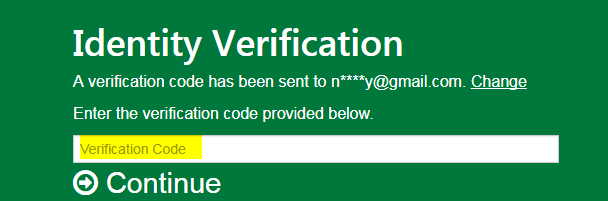 Identity Verification
A verification code has been sent to n****y@gmail.com. Change
Enter the verification code provided below.
Verification Code
Continue